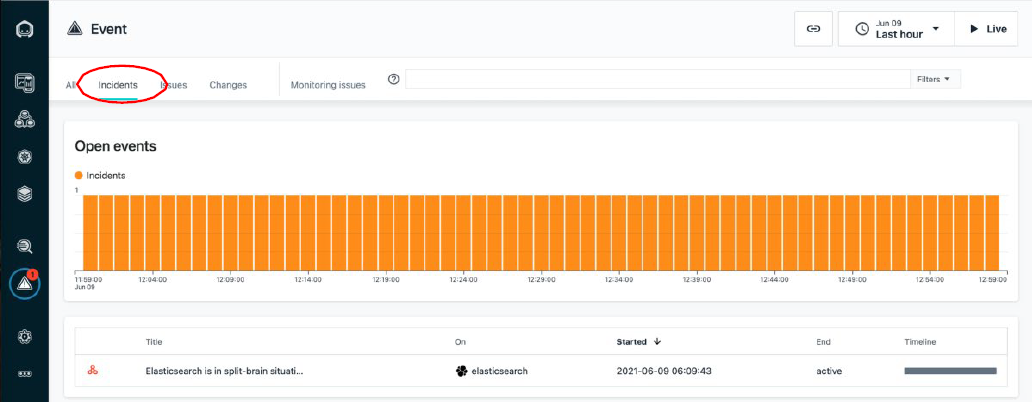 Event
Jun 09
Last hour
Live
All Incidents Issues Changes Monitoring issues Filters
Open events
Incidents
1
11:59:00 12:04:00 12:09:00 12:14:00 12:19:00 12:24:00 12:29:00 12:34:00 12:39:00 12:44:00 12:49:00 12:54:00 12:59:00
Jun 09
1
Title On Started ↓ End Timeline
Elasticsearch is in split-brain situati... elasticsearch 2021-06-09 06:09:43 active